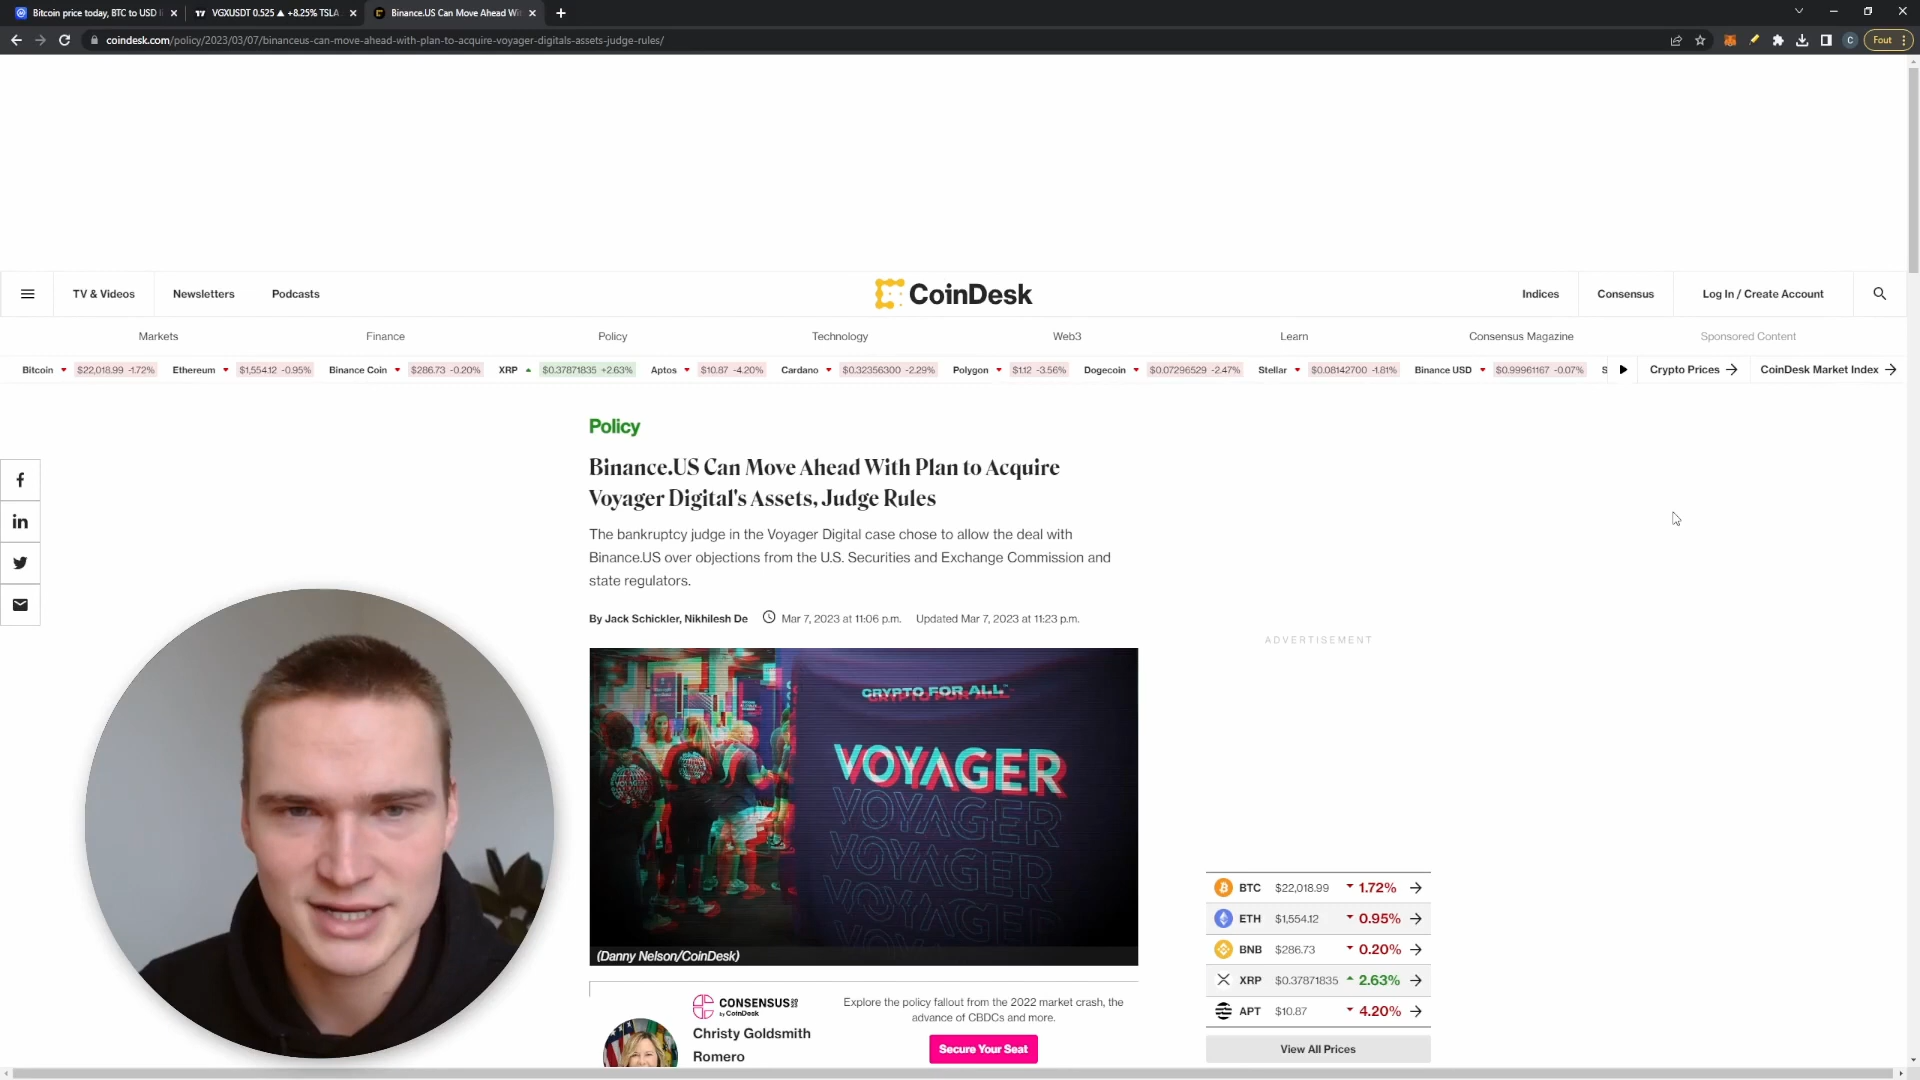 Bitcoin price today, BTC to USD li
VGXUSDT 0.525 ▲ +8.25% TSLA
Binance.US Can Move Ahead Wit
coindesk.com/policy/2023/03/07/binanceus-can-move-ahead-with-plan-to-acquire-voyager-digitals-assets-judge-rules/
C
Fout
TV & Videos
Newsletters
Podcasts
CoinDesk
Indices
Consensus
Log In / Create Account
Markets
Finance
Policy
Technology
Web3
Learn
Consensus Magazine
Sponsored Content
Bitcoin $22,018.99 -1.72%
Ethereum $1,554.12 -0.95%
Binance Coin $286.73 -0.20%
XRP $0.37871835 +2.63%
Aptos $10.87 -4.20%
Cardano $0.32356300 -2.29%
Polygon $1.12 -3.56%
Dogecoin $0.07296529 -2.47%
Stellar $0.08142700 -1.81%
Binance USD $0.99961167 -0.07%
S
Crypto Prices
CoinDesk Market Index
Policy
Binance.US Can Move Ahead With Plan to Acquire
Voyager Digital's Assets, Judge Rules
The bankruptcy judge in the Voyager Digital case chose to allow the deal with
Binance.US over objections from the U.S. Securities and Exchange Commission and
state regulators.
By Jack Schickler, Nikhilesh De
Mar 7, 2023 at 11:06 p.m.
Updated Mar 7, 2023 at 11:23 p.m.
CRYPTO FOR ALL
VOYAGER
VOYAGER
VOYAGER
VOYAGER
VOYAGER
(Danny Nelson/CoinDesk)
CONSENSUS
by CoinDesk
Christy Goldsmith
Romero
Explore the policy fallout from the 2022 market crash, the
advance of CBDCs and more.
Secure Your Seat
ADVERTISEMENT
BTC $22,018.99 1.72%
ETH $1,554.12 0.95%
BNB $286.73 0.20%
XRP $0.37871835 2.63%
APT $10.87 4.20%
View All Prices